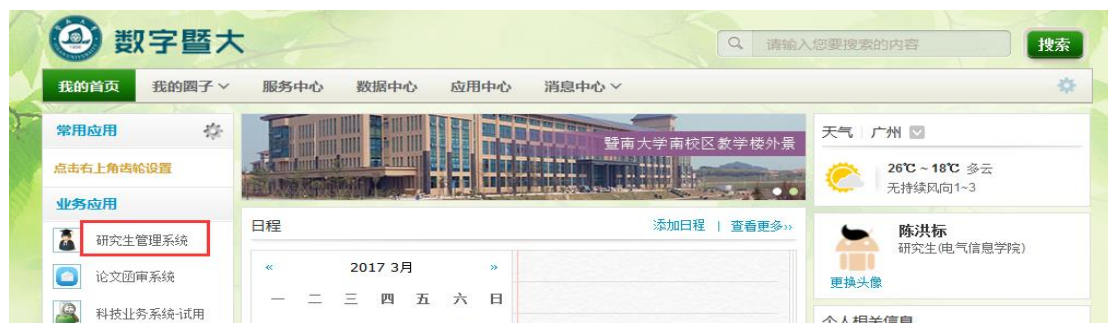 数字暨大
请输入您要搜索的内容
搜索
我的首页 我的圈子 服务中心 数据中心 应用中心 消息中心
常用应用
点击右上角齿轮设置
业务应用
研究生管理系统
论文函审系统
科技业务系统-试用
暨南大学南校区教学楼外景
日程 添加日程 | 查看更多»
« 2017 3月 »
一 二 三 四 五 六 日
天气 广州
26℃ ~ 18℃ 多云
无持续风向1~3
陈洪标
研究生(电气信息学院)
更换头像
个人相关信息